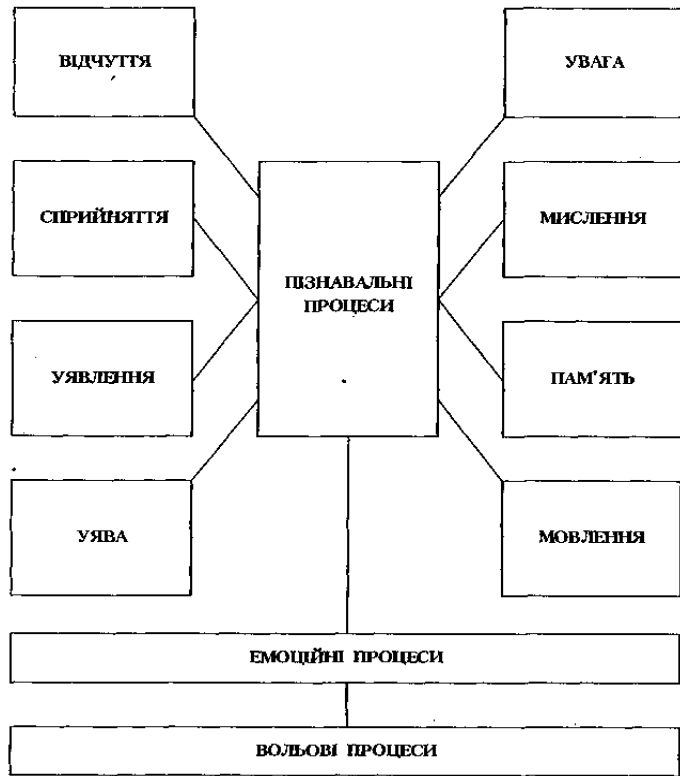 ВІДЧУТТЯ
УВАГА
СПРИЙНЯТТЯ
МИСЛЕННЯ
ПІЗНАВАЛЬНІ
ПРОЦЕСИ
УЯВЛЕННЯ
ПАМ'ЯТЬ
УЯВА
МОВЛЕННЯ
ЕМОЦІЙНІ ПРОЦЕСИ
ВОЛЬОВІ ПРОЦЕСИ